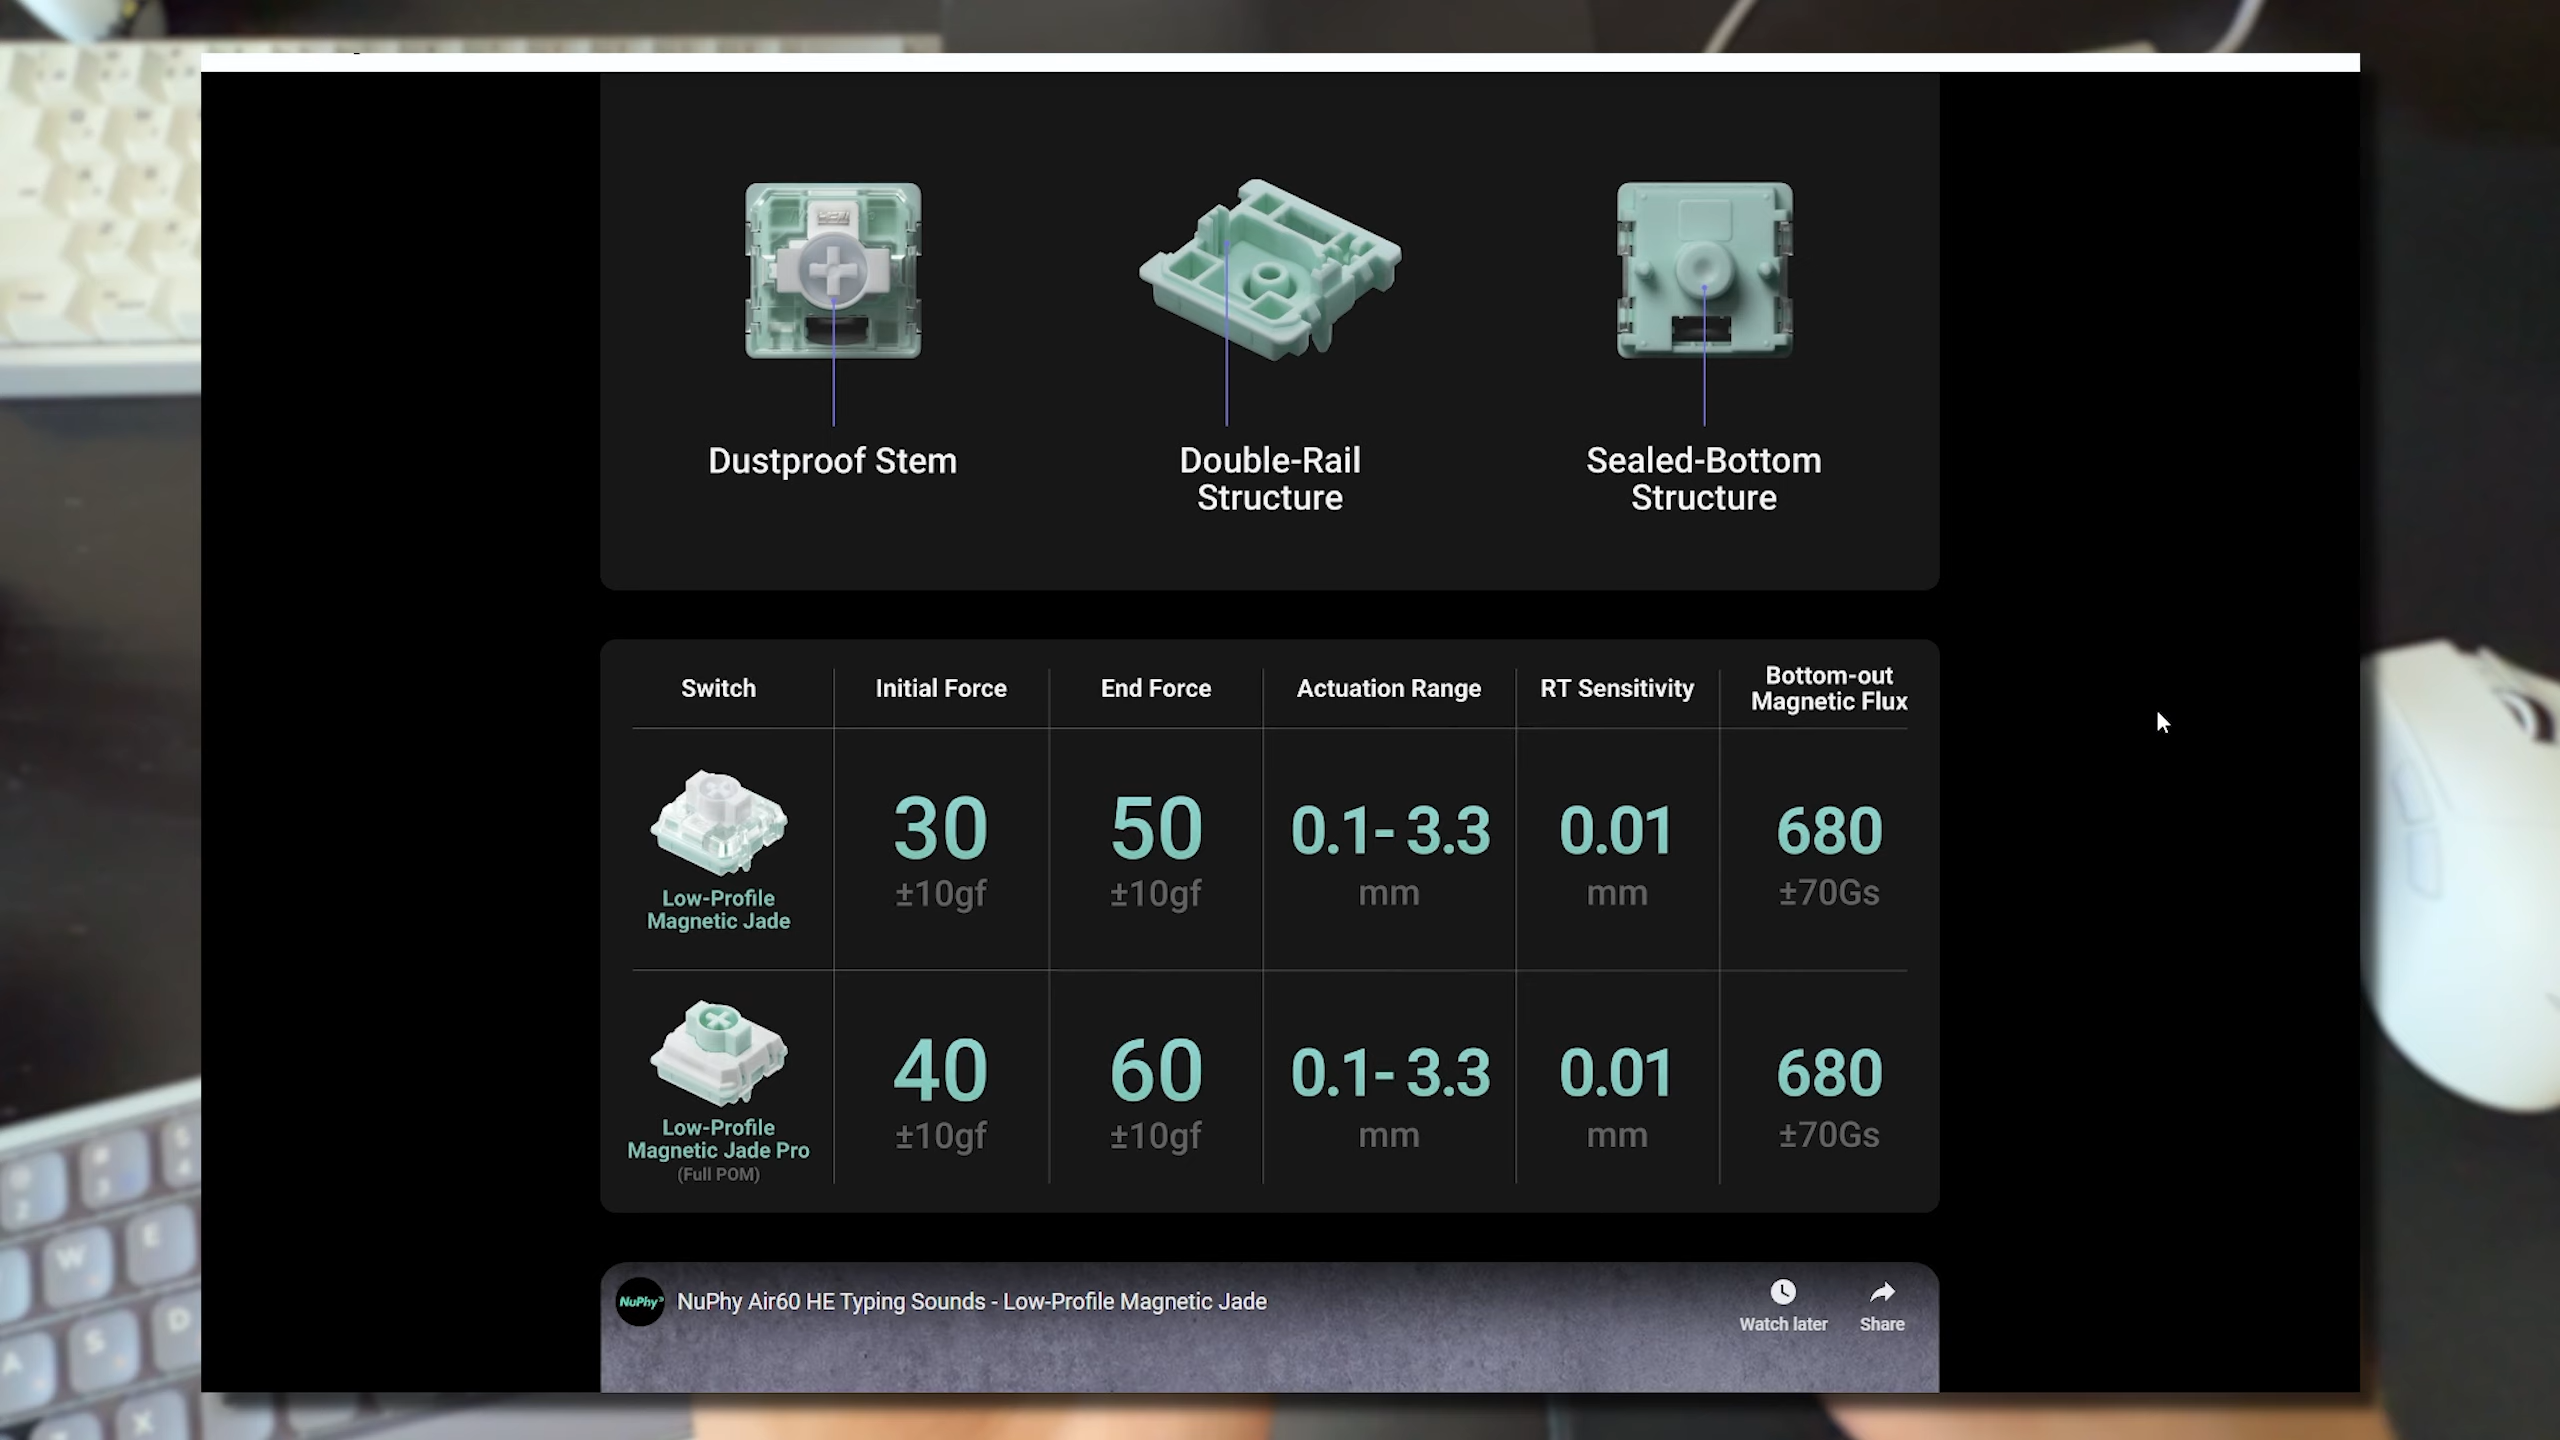 Dustproof Stem
Double-Rail
Structure
Sealed-Bottom
Structure
Switch
Initial Force
End Force
Actuation Range
RT Sensitivity
Bottom-out
Magnetic Flux
Low-Profile
Magnetic Jade
30
±10gf
50
±10gf
0.1- 3.3
mm
0.01
mm
680
±70Gs
Low-Profile
Magnetic Jade Pro
(Full POM)
40
±10gf
60
±10gf
0.1- 3.3
mm
0.01
mm
680
±70Gs
NuPhy
NuPhy Air60 HE Typing Sounds - Low-Profile Magnetic Jade
Watch later
Share
2
3
W
E
A
S
D
X